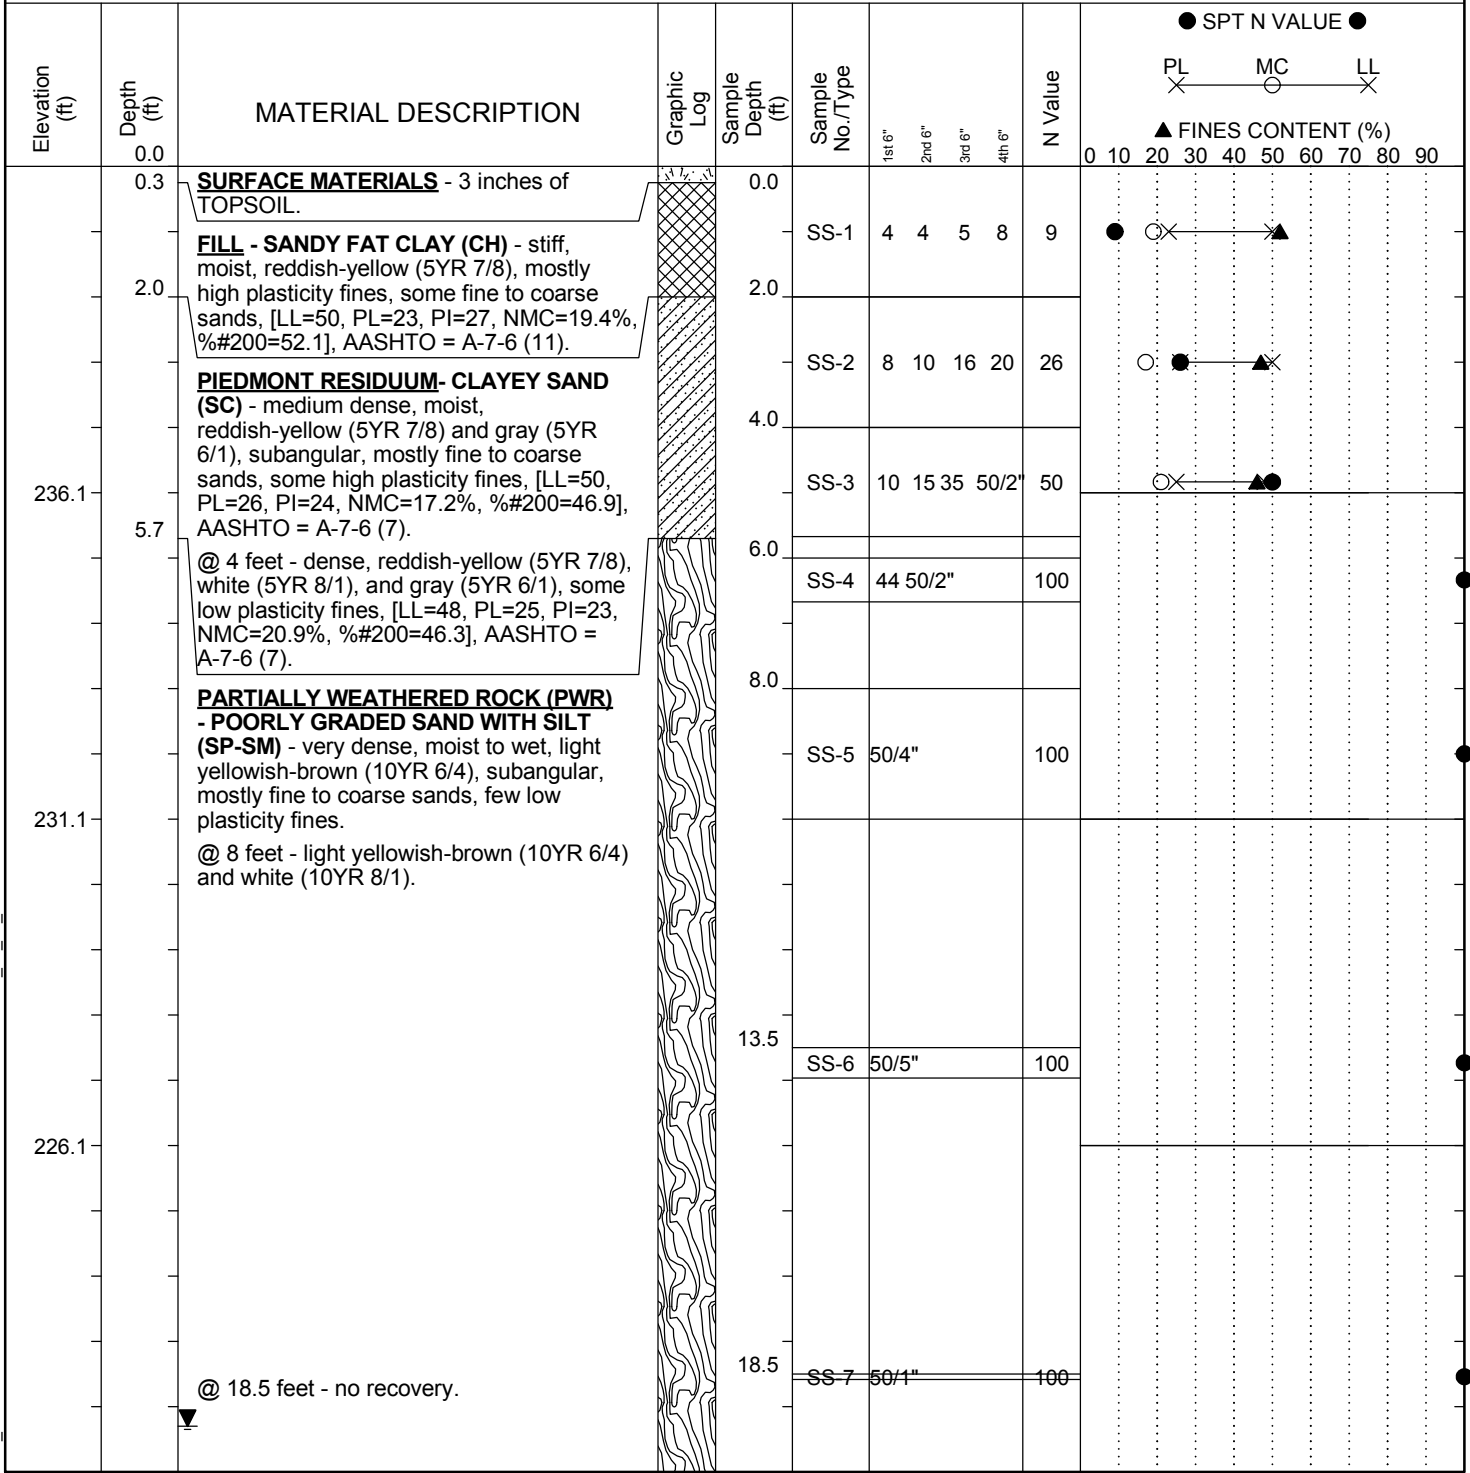 ● SPT N VALUE ●
PL MC LL
▲ FINES CONTENT (%)
0 10 20 30 40 50 60 70 80 90
Elevation
(ft)
Depth
(ft)
0.0
MATERIAL DESCRIPTION
Graphic
Log
Sample
Depth
(ft)
Sample
No./Type
1st 6"
2nd 6"
3rd 6"
4th 6"
N Value
0.3
SURFACE MATERIALS - 3 inches of
TOPSOIL.
0.0
FILL - SANDY FAT CLAY (CH) - stiff,
moist, reddish-yellow (5YR 7/8), mostly
high plasticity fines, some fine to coarse
sands, [LL=50, PL=23, PI=27, NMC=19.4%,
%#200=52.1], AASHTO = A-7-6 (11).
SS-1 4 4 5 8 9
2.0
2.0
PIEDMONT RESIDUUM- CLAYEY SAND
(SC) - medium dense, moist,
reddish-yellow (5YR 7/8) and gray (5YR
6/1), subangular, mostly fine to coarse
sands, some high plasticity fines, [LL=50,
PL=26, PI=24, NMC=17.2%, %#200=46.9],
AASHTO = A-7-6 (7).
SS-2 8 10 16 20 26
4.0
SS-3 10 15 35 50/2" 50
236.1
5.7
@ 4 feet - dense, reddish-yellow (5YR 7/8),
white (5YR 8/1), and gray (5YR 6/1), some
low plasticity fines, [LL=48, PL=25, PI=23,
NMC=20.9%, %#200=46.3], AASHTO =
A-7-6 (7).
6.0
SS-4 44 50/2" 100
8.0
PARTIALLY WEATHERED ROCK (PWR)
- POORLY GRADED SAND WITH SILT
(SP-SM) - very dense, moist to wet, light
yellowish-brown (10YR 6/4), subangular,
mostly fine to coarse sands, few low
plasticity fines.
SS-5 50/4" 100
231.1
@ 8 feet - light yellowish-brown (10YR 6/4)
and white (10YR 8/1).
13.5
SS-6 50/5" 100
226.1
18.5
SS-7 50/1" 100
@ 18.5 feet - no recovery.